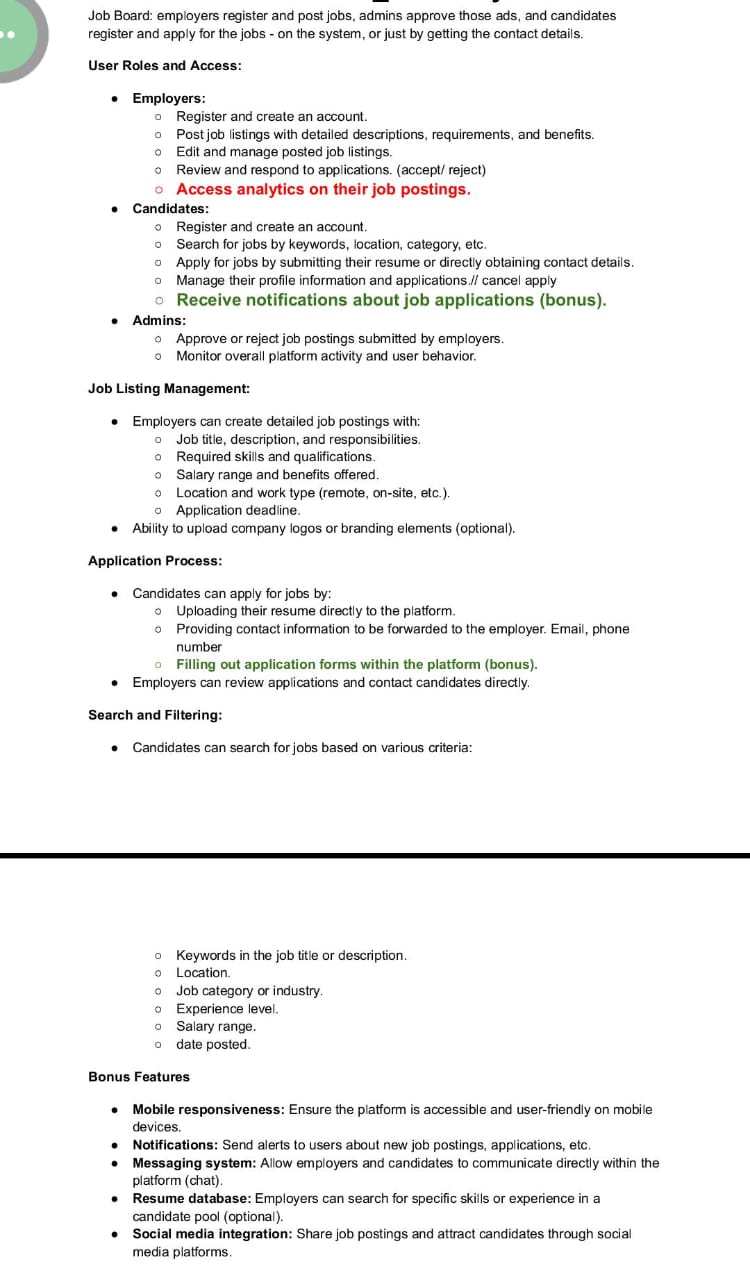 Job Board: employers register and post jobs, admins approve those ads, and candidates
register and apply for the jobs - on the system, or just by getting the contact details.
User Roles and Access:
● Employers:
○ Register and create an account.
○ Post job listings with detailed descriptions, requirements, and benefits.
○ Edit and manage posted job listings.
○ Review and respond to applications. (accept/ reject)
○ Access analytics on their job postings.
● Candidates:
○ Register and create an account.
○ Search for jobs by keywords, location, category, etc.
○ Apply for jobs by submitting their resume or directly obtaining contact details.
○ Manage their profile information and applications.// cancel apply
○ Receive notifications about job applications (bonus).
● Admins:
○ Approve or reject job postings submitted by employers.
○ Monitor overall platform activity and user behavior.
Job Listing Management:
● Employers can create detailed job postings with:
○ Job title, description, and responsibilities.
○ Required skills and qualifications.
○ Salary range and benefits offered.
○ Location and work type (remote, on-site, etc.).
○ Application deadline.
● Ability to upload company logos or branding elements (optional).
Application Process:
● Candidates can apply for jobs by:
○ Uploading their resume directly to the platform.
○ Providing contact information to be forwarded to the employer. Email, phone
number
○ Filling out application forms within the platform (bonus).
● Employers can review applications and contact candidates directly.
Search and Filtering:
● Candidates can search for jobs based on various criteria:
○ Keywords in the job title or description.
○ Location.
○ Job category or industry.
○ Experience level.
○ Salary range.
○ date posted.
Bonus Features
● Mobile responsiveness: Ensure the platform is accessible and user-friendly on mobile
devices.
● Notifications: Send alerts to users about new job postings, applications, etc.
● Messaging system: Allow employers and candidates to communicate directly within the
platform (chat).
● Resume database: Employers can search for specific skills or experience in a
candidate pool (optional).
● Social media integration: Share job postings and attract candidates through social
media platforms.